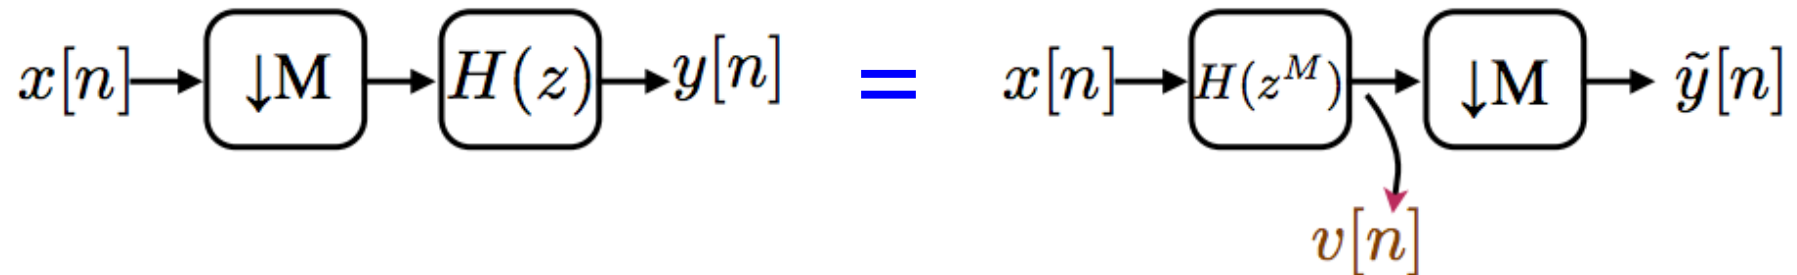 x[n] ↓M H(z) y[n] = x[n] H(z^M) ↓M ỹ[n]
v[n]